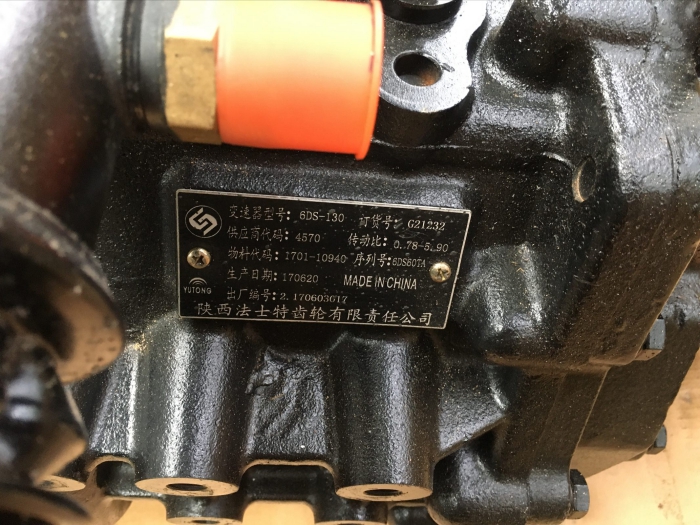 变速器型号: 6DS-130 订货号: G21232
供应商代码: 4570 传动比: 0.78-5.90
物料代码: 1701-10940 序列号: 6DS60TA
生产日期: 170620 MADE IN CHINA
YUTONG 出厂编号: 2.170603617
陕西法士特齿轮有限责任公司